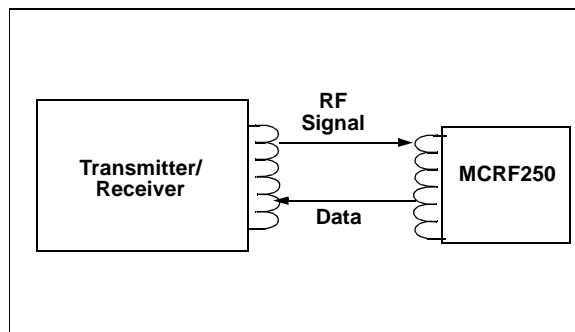 RF
Signal
Transmitter/
Receiver
MCRF250
Data